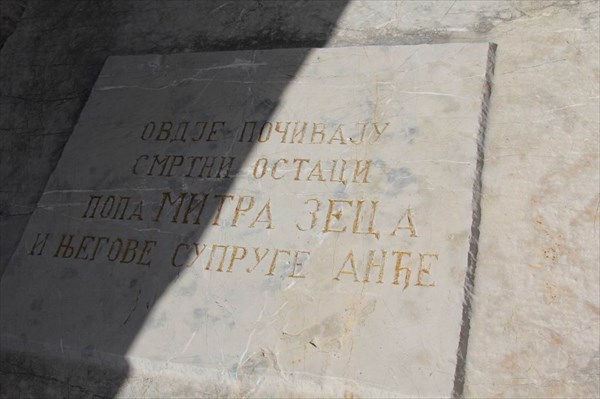 ОВДЈЕ ПОЧИВАЈУ
СМРТНИ ОСТАЦИ
ПОПА МИТРА ЗЕЦА
И ЊЕГОВЕ СУПРУГЕ АНЂЕ